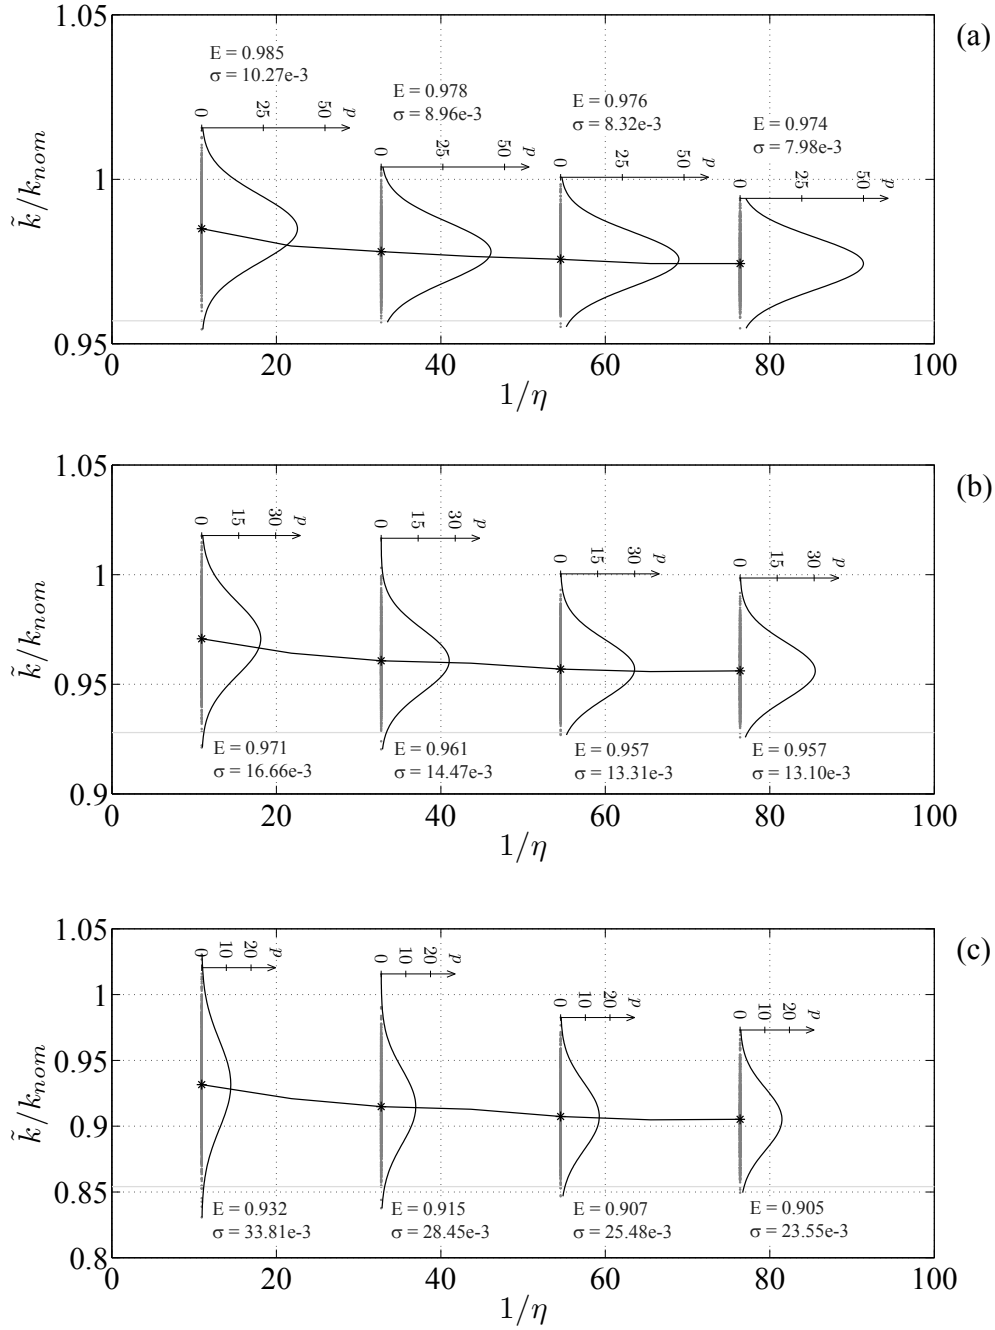 1.05
(a)
E = 0.985
σ = 10.27e-3
E = 0.978
σ = 8.96e-3
E = 0.976
σ = 8.32e-3
E = 0.974
σ = 7.98e-3
0 25 50 p
0 25 50 p
0 25 50 p
0 25 50 p
1
k̃/k_nom
0.95
0 20 40 60 80 100
1/η
1.05
(b)
0 15 30 p
0 15 30 p
0 15 30 p
0 15 30 p
1
k̃/k_nom
0.95
E = 0.971
σ = 16.66e-3
E = 0.961
σ = 14.47e-3
E = 0.957
σ = 13.31e-3
E = 0.957
σ = 13.10e-3
0.9
0 20 40 60 80 100
1/η
1.05
(c)
0 10 20 p
0 10 20 p
0 10 20 p
0 10 20 p
1
0.95
k̃/k_nom
0.9
0.85
E = 0.932
σ = 33.81e-3
E = 0.915
σ = 28.45e-3
E = 0.907
σ = 25.48e-3
E = 0.905
σ = 23.55e-3
0.8
0 20 40 60 80 100
1/η